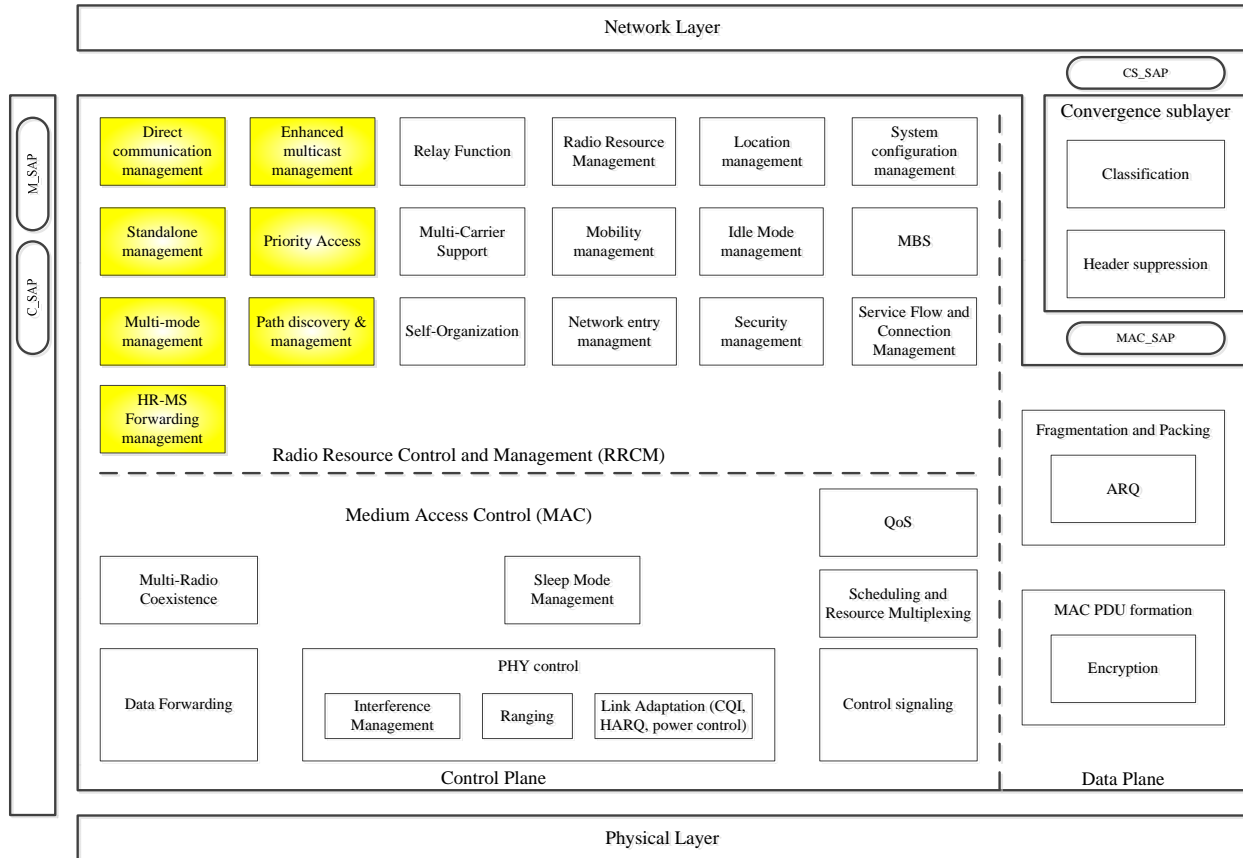 Network Layer
CS_SAP
M_SAP
C_SAP
Convergence sublayer
Classification
Header suppression
MAC_SAP
Direct
communication
management
Enhanced
multicast
management
Relay Function
Radio Resource
Management
Location
management
System
configuration
management
Standalone
management
Priority Access
Multi-Carrier
Support
Mobility
management
Idle Mode
management
MBS
Multi-mode
management
Path discovery &
management
Self-Organization
Network entry
managment
Security
management
Service Flow and
Connection
Management
HR-MS
Forwarding
management
Radio Resource Control and Management (RRCM)
Medium Access Control (MAC)
QoS
Multi-Radio
Coexistence
Sleep Mode
Management
Scheduling and
Resource Multiplexing
Data Forwarding
PHY control
Interference
Management
Ranging
Link Adaptation (CQI,
HARQ, power control)
Control signaling
Control Plane
Fragmentation and Packing
ARQ
MAC PDU formation
Encryption
Data Plane
Physical Layer